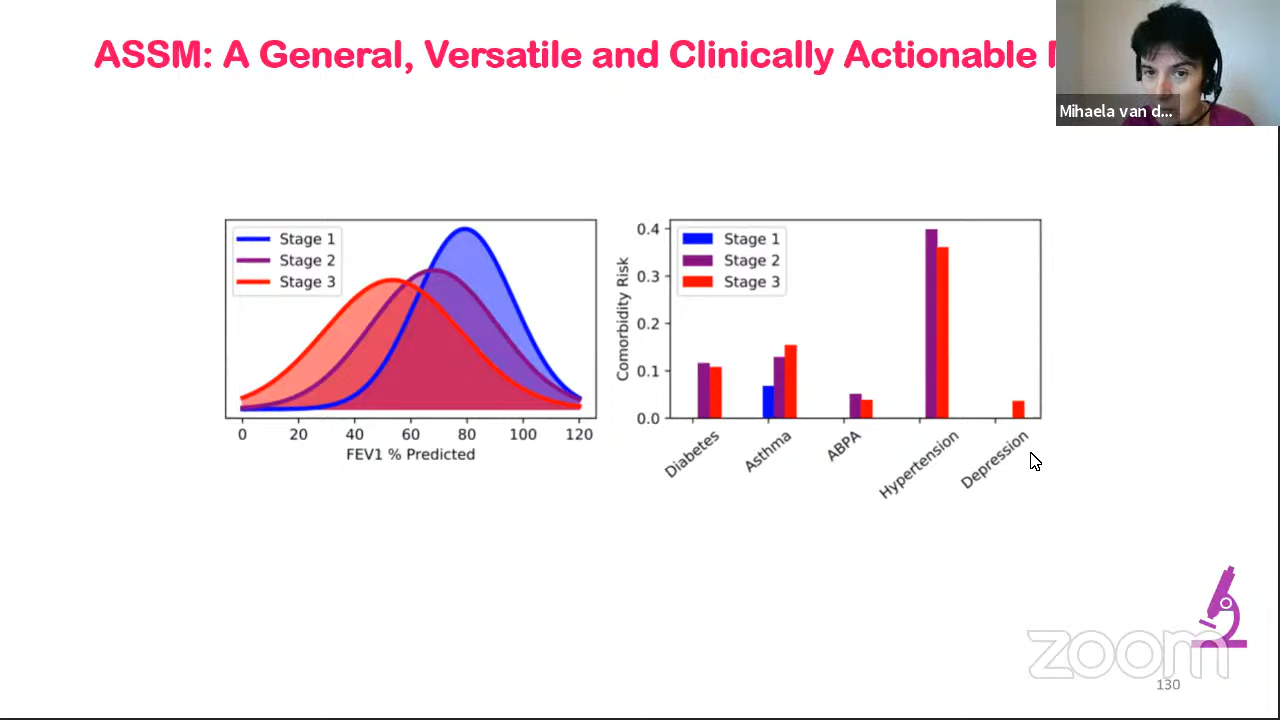 ASSM: A General, Versatile and Clinically Actionable
Mihaela van d...
Stage 1
Stage 2
Stage 3
0 20 40 60 80 100 120
FEV1 % Predicted
Comorbidity Risk
0.4
0.3
0.2
0.1
0.0
Stage 1
Stage 2
Stage 3
Diabetes
Asthma
ABPA
Hypertension
Depression
zoom
130